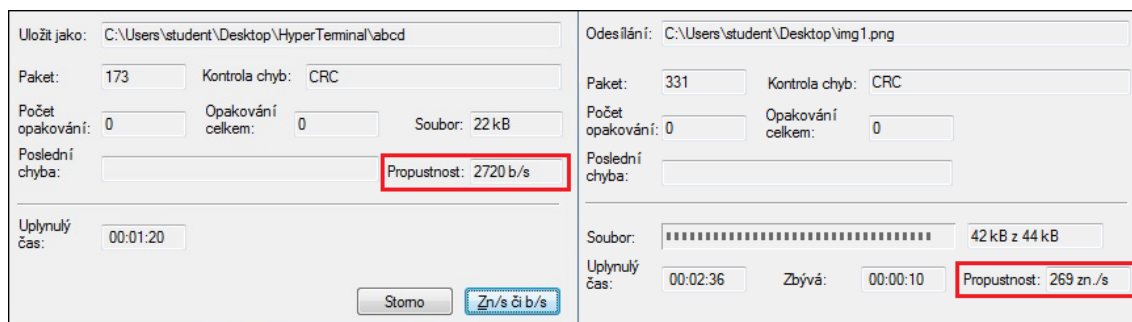 Uložit jako: C:\Users\student\Desktop\HyperTerminal\abcd
Paket: 173 Kontrola chyb: CRC
Počet opakování: 0 Opakování celkem: 0 Soubor: 22 kB
Poslední chyba: Propustnost: 2720 b/s
Uplynulý čas: 00:01:20
Storno Zn/s či b/s
Odesílání: C:\Users\student\Desktop\img1.png
Paket: 331 Kontrola chyb: CRC
Počet opakování: 0 Opakování celkem: 0
Poslední chyba:
Soubor: 42 kB z 44 kB
Uplynulý čas: 00:02:36 Zbývá: 00:00:10 Propustnost: 269 zn./s